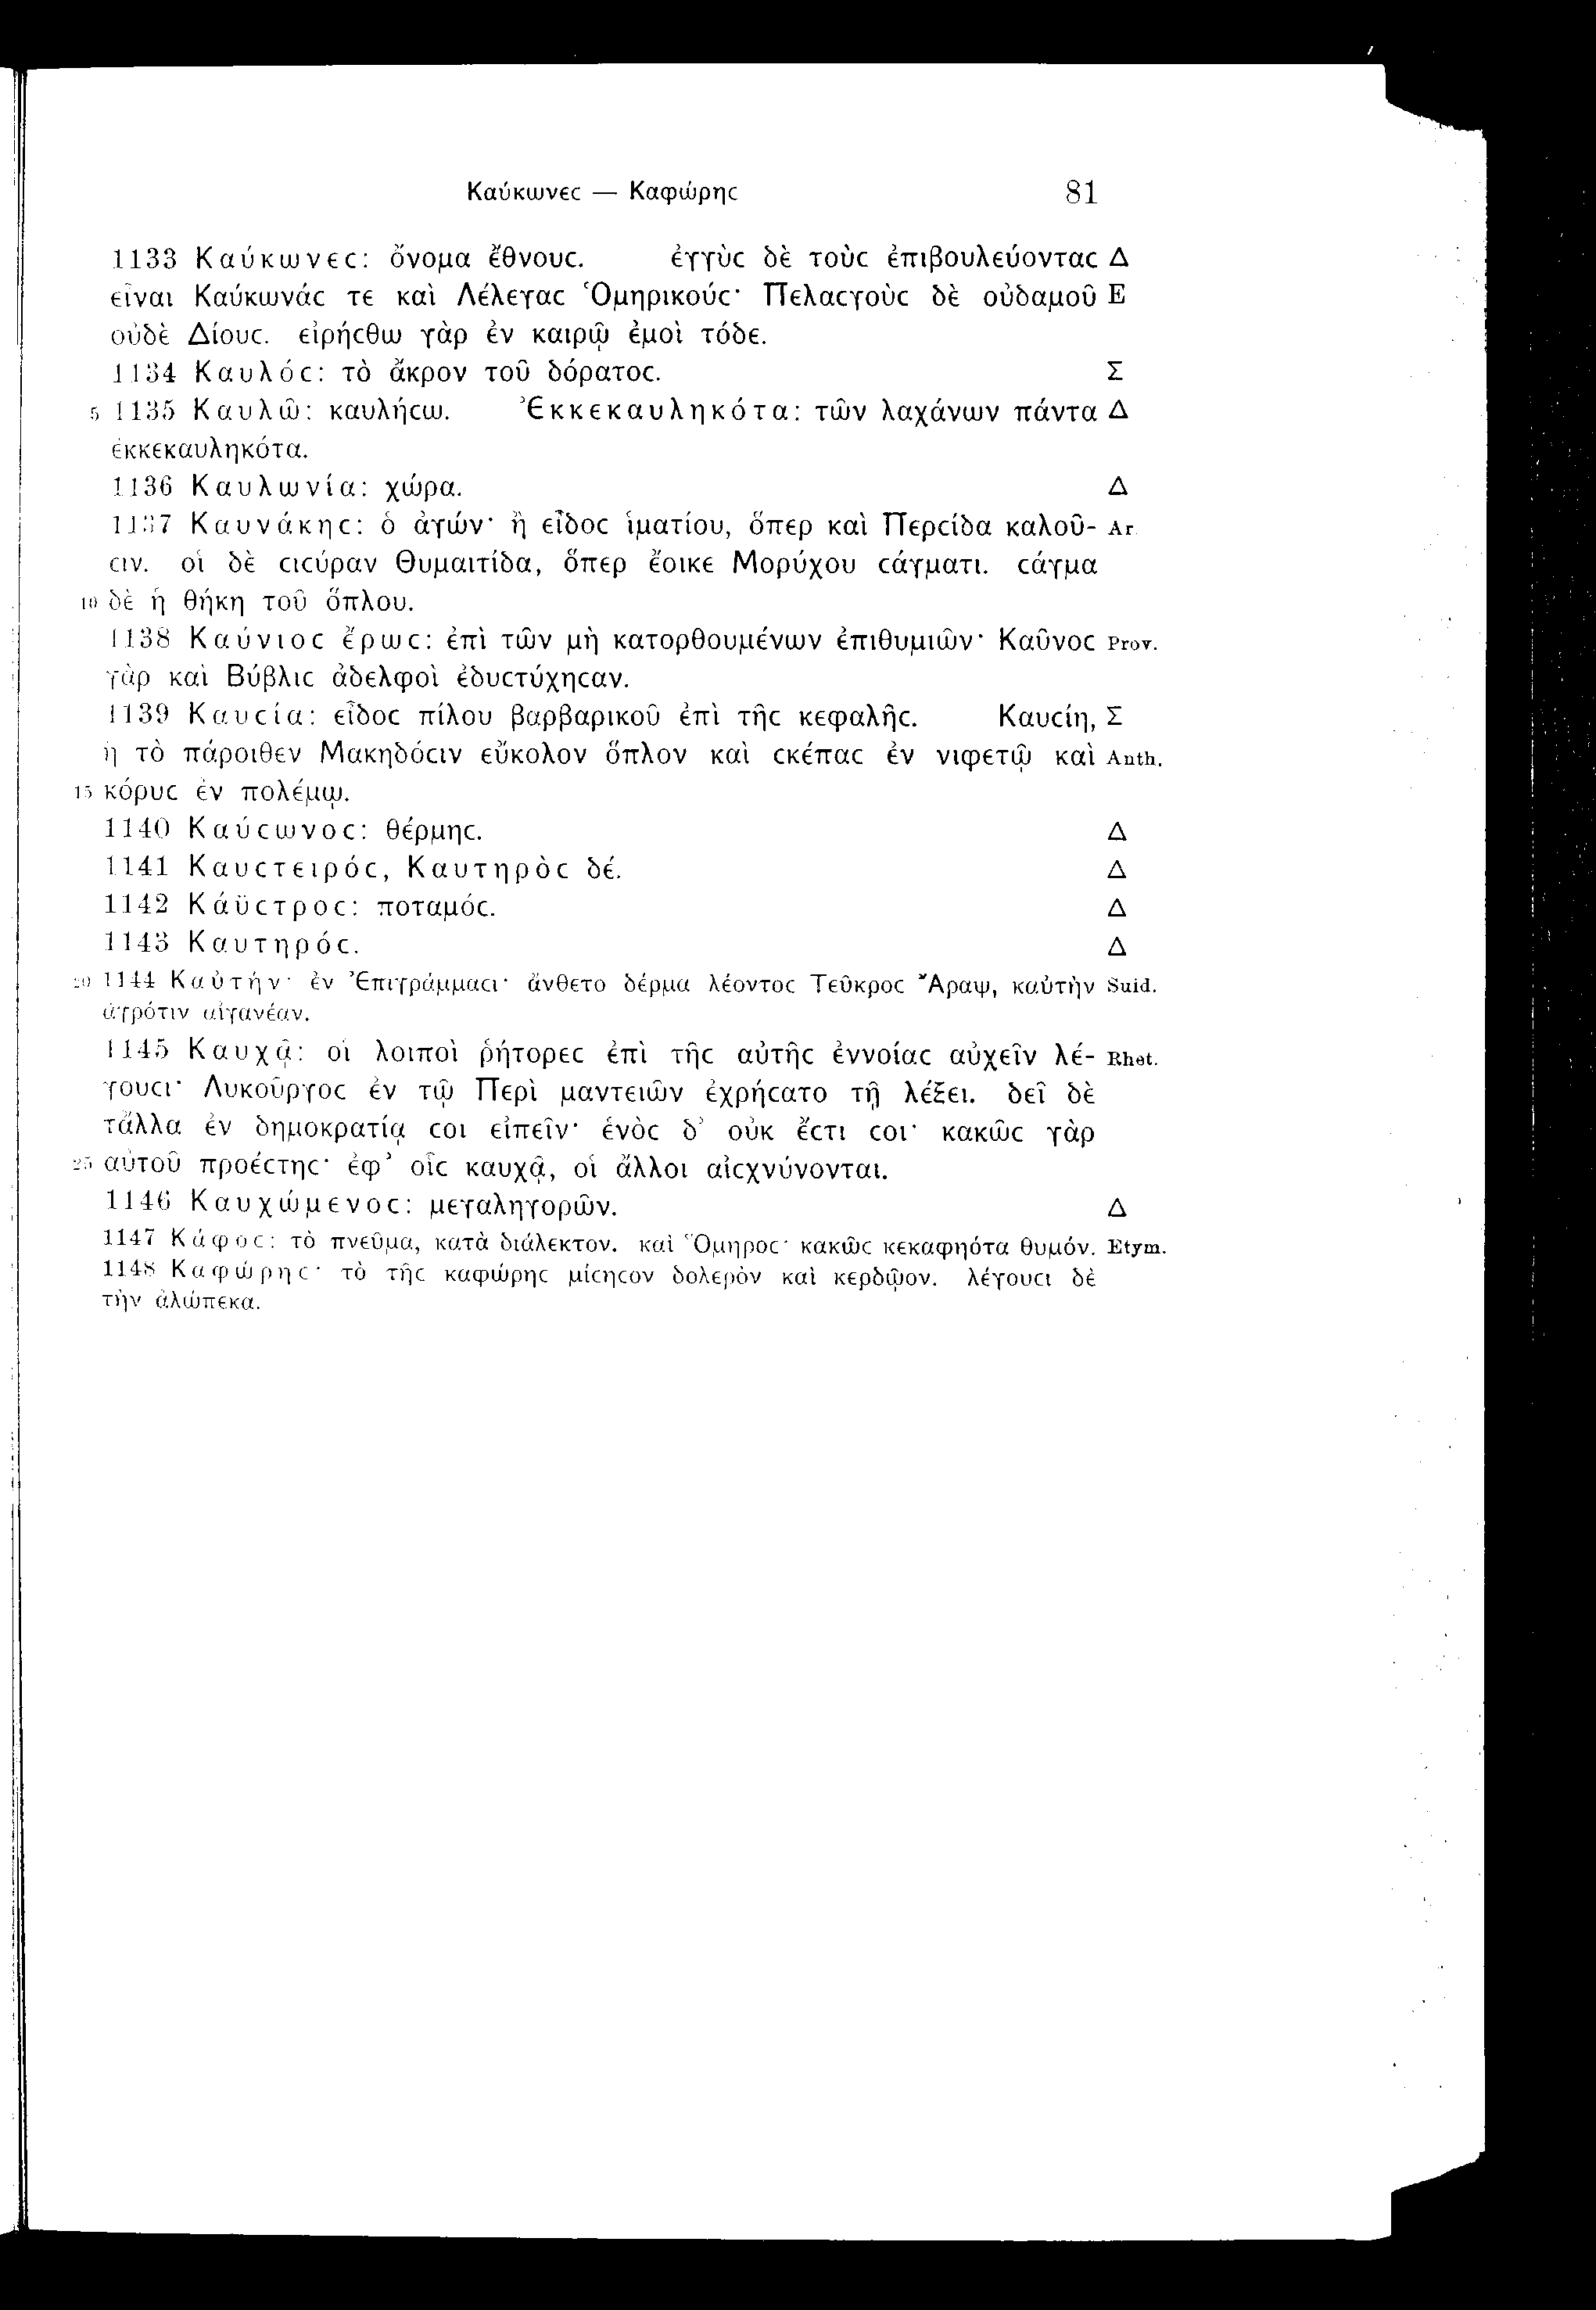 Καύκωνεϲ — Καφώρηϲ 81
1133 Καύκωνεϲ: ὄνομα ἔθνουϲ. ἐγγὺϲ δὲ τοὺϲ ἐπιβουλεύονταϲ Δ
εἶναι Καύκωνάϲ τε καὶ Λέλεγαϲ Ὁμηρικούϲ· Πελαϲγοὺϲ δὲ οὐδαμοῦ E
οὐδὲ Δίουϲ. εἰρήϲθω γὰρ ἐν καιρῷ ἐμοὶ τόδε.
1134 Καυλόϲ: τὸ ἄκρον τοῦ δόρατοϲ. Σ
5 1135 Καυλῶ: καυλήϲω. Ἐκκεκαυληκότα: τῶν λαχάνων πάντα Δ
ἐκκεκαυληκότα.
1136 Καυλωνία: χώρα. Δ
1137 Καυνάκηϲ: ὁ ἀγών· ἢ εἶδοϲ ἱματίου, ὅπερ καὶ Περϲίδα καλοῦ- Ar.
ϲιν. οἱ δὲ ϲιϲύραν Θυμαιτίδα, ὅπερ ἔοικε Μορύχου ϲάγματι. ϲάγμα
10 δὲ ἡ θήκη τοῦ ὅπλου.
1138 Καύνιοϲ ἔρωϲ: ἐπὶ τῶν μὴ κατορθουμένων ἐπιθυμιῶν· Καῦνοϲ Prov.
γὰρ καὶ Βύβλιϲ ἀδελφοὶ ἐδυϲτύχηϲαν.
1139 Καυϲία: εἶδοϲ πίλου βαρβαρικοῦ ἐπὶ τῆϲ κεφαλῆϲ. Καυϲίη, Σ
ἡ τὸ πάροιθεν Μακηδόϲιν εὔκολον ὅπλον καὶ ϲκέπαϲ ἐν νιφετῷ καὶ Anth.
15 κόρυϲ ἐν πολέμῳ.
1140 Καύϲωνοϲ: θέρμηϲ. Δ
1141 Καυϲτειρόϲ, Καυτηρὸϲ δέ. Δ
1142 Κάϋϲτροϲ: ποταμόϲ. Δ
1143 Καυτηρόϲ. Δ
20 1144 Καὐτήν· ἐν Ἐπιγράμμαϲι· ἄνθετο δέρμα λέοντοϲ Τεῦκροϲ Ἄραψ, καὐτὴν Suid.
ἀγρότιν αἰγανέαν.
1145 Καυχᾷ: οἱ λοιποὶ ῥήτορεϲ ἐπὶ τῆϲ αὐτῆϲ ἐννοίαϲ αὐχεῖν λέ- Rhet.
γουϲι· Λυκοῦργοϲ ἐν τῷ Περὶ μαντειῶν ἐχρήϲατο τῇ λέξει. δεῖ δὲ
τἄλλα ἐν δημοκρατίᾳ ϲοι εἰπεῖν· ἑνὸϲ δ’ οὐκ ἔϲτι ϲοι· κακῶϲ γὰρ
25 αὐτοῦ προέϲτηϲ· ἐφ’ οἷϲ καυχᾷ, οἱ ἄλλοι αἰϲχύνονται.
1146 Καυχώμενοϲ: μεγαληγορῶν. Δ
1147 Κάφοϲ: τὸ πνεῦμα, κατὰ διάλεκτον. καὶ Ὅμηροϲ· κακῶϲ κεκαφηότα θυμόν. Etym.
1148 Καφώρηϲ· τὸ τῆϲ καφώρηϲ μίϲηϲον δολερὸν καὶ κερδῷον. λέγουϲι δὲ
τὴν ἀλώπεκα.